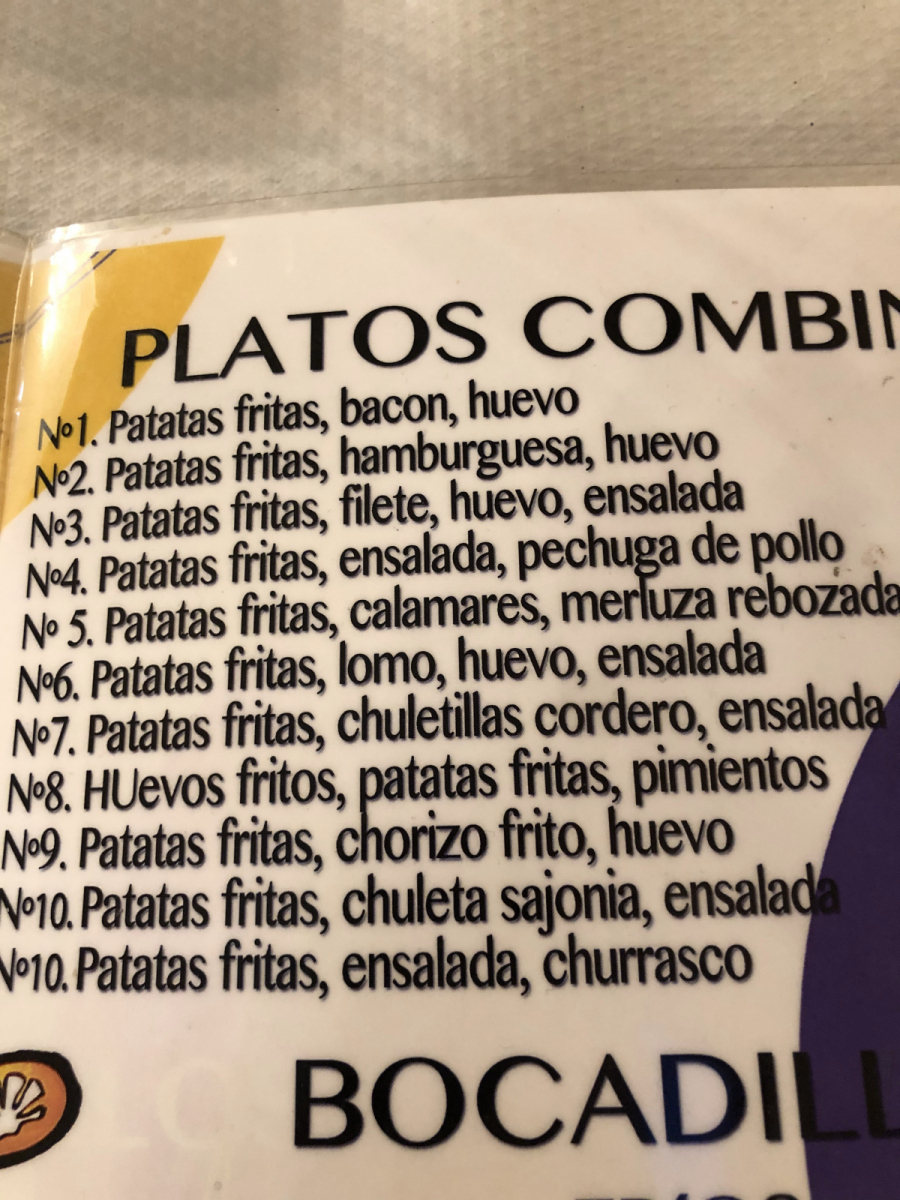 PLATOS COMBIN
Nº1. Patatas fritas, bacon, huevo
Nº2. Patatas fritas, hamburguesa, huevo
Nº3. Patatas fritas, filete, huevo, ensalada
Nº4. Patatas fritas, ensalada, pechuga de pollo
Nº 5. Patatas fritas, calamares, merluza rebozada
Nº6. Patatas fritas, lomo, huevo, ensalada
Nº7. Patatas fritas, chuletillas cordero, ensalada
Nº8. HUevos fritos, patatas fritas, pimientos
Nº9. Patatas fritas, chorizo frito, huevo
Nº10. Patatas fritas, chuleta sajonia, ensalada
Nº10. Patatas fritas, ensalada, churrasco
BOCADILL